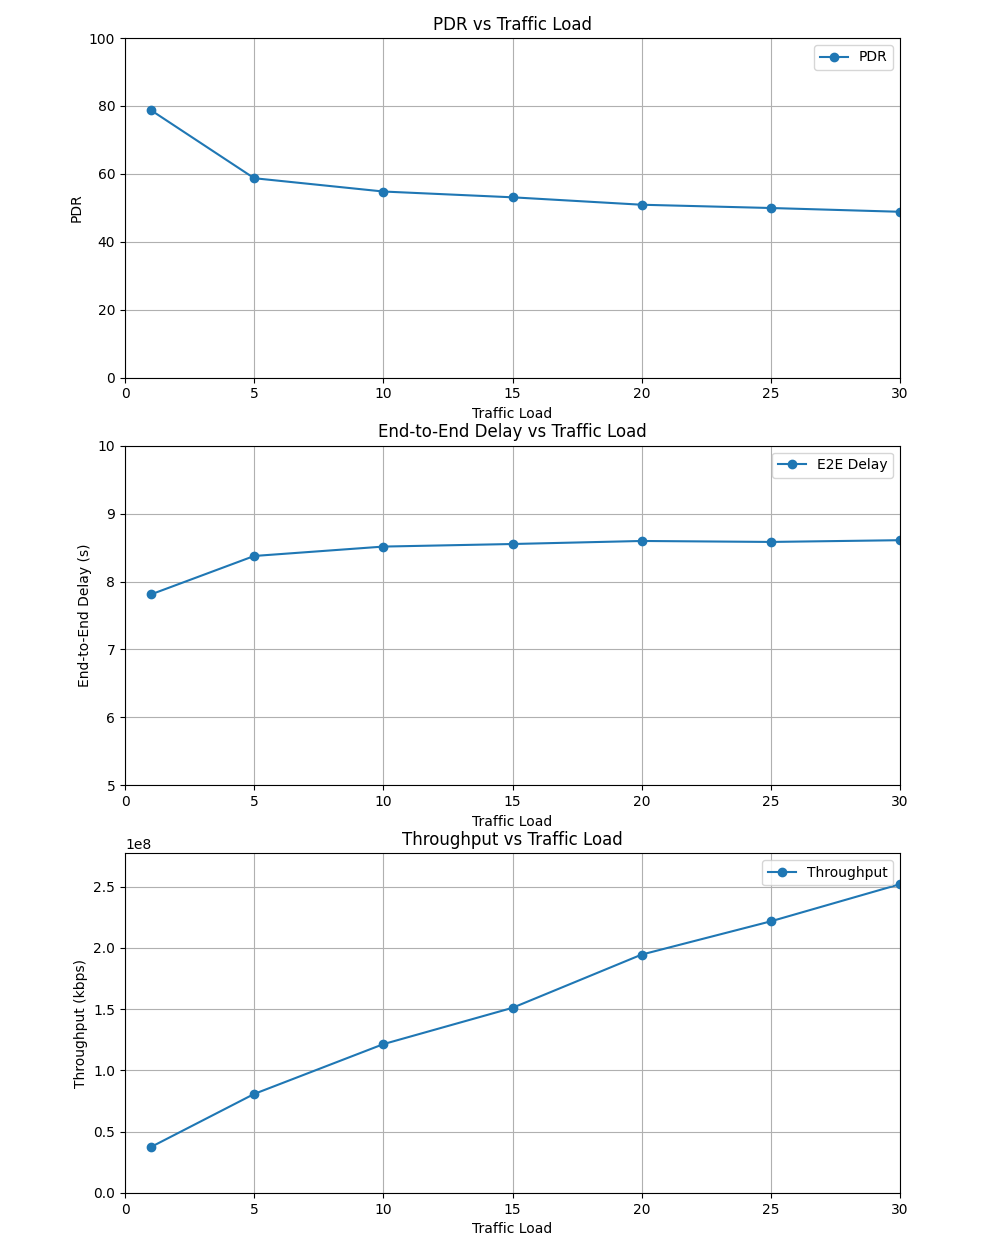 PDR vs Traffic Load
100
80
60
40
20
0
PDR
PDR
0 5 10 15 20 25 30
Traffic Load
End-to-End Delay vs Traffic Load
10
9
8
7
6
5
End-to-End Delay (s)
E2E Delay
0 5 10 15 20 25 30
Traffic Load
Throughput vs Traffic Load
1e8
2.5
2.0
1.5
1.0
0.5
0.0
Throughput (kbps)
Throughput
0 5 10 15 20 25 30
Traffic Load